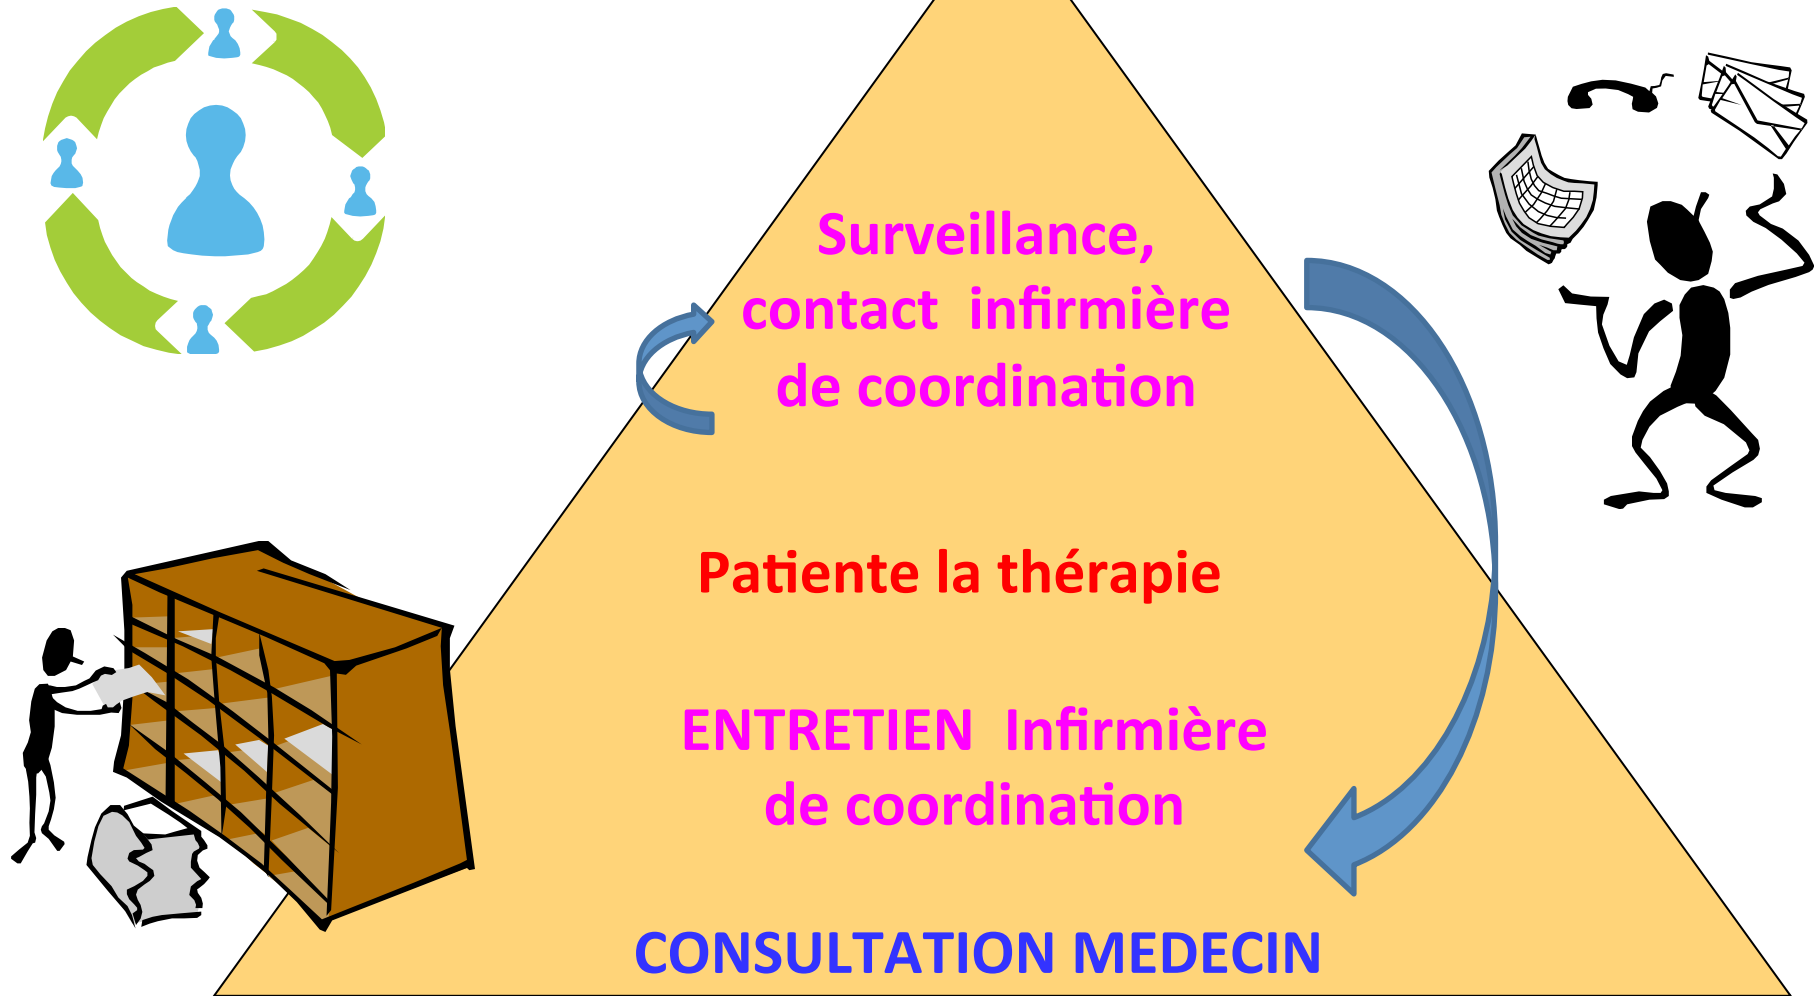 Surveillance,
contact infirmière
de coordination
Patiente la thérapie
ENTRETIEN Infirmière
de coordination
CONSULTATION MEDECIN